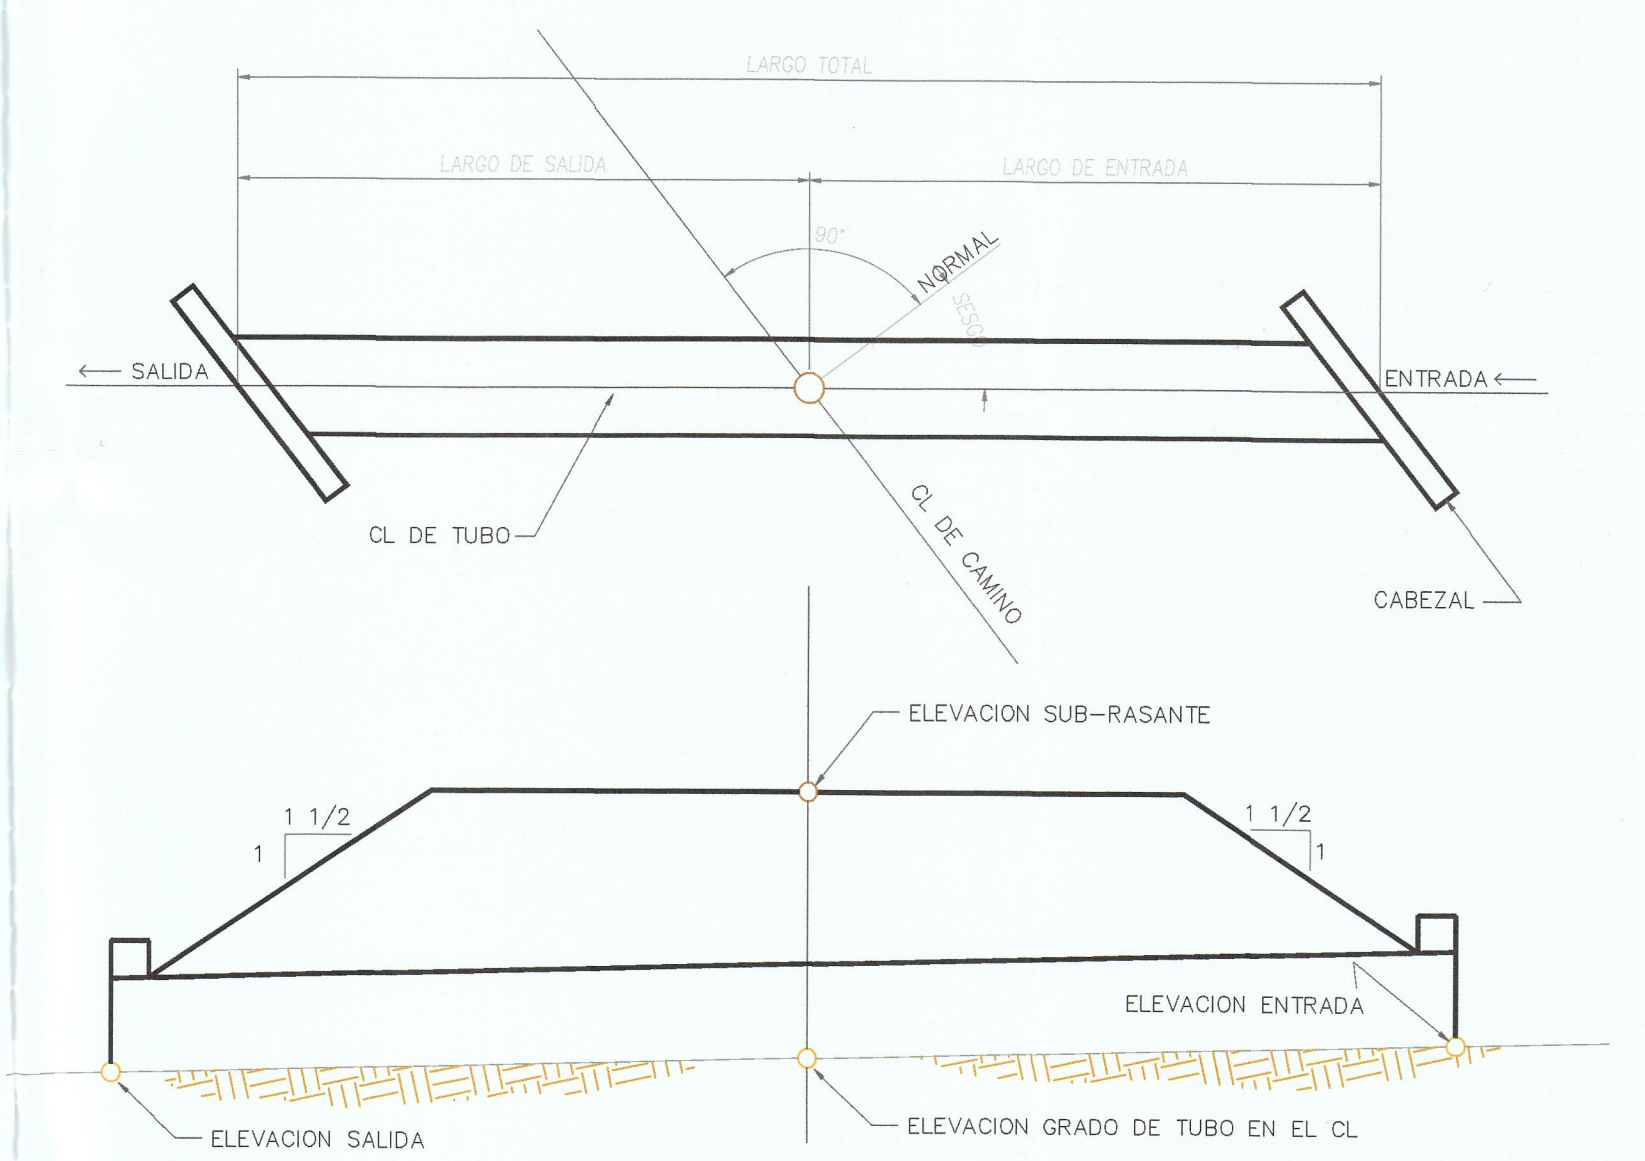 LARGO TOTAL
LARGO DE SALIDA
LARGO DE ENTRADA
90°
NORMAL
SESGO
SALIDA
ENTRADA
CL DE TUBO
CL DE CAMINO
CABEZAL
ELEVACION SUB-RASANTE
1 1/2
1
1 1/2
1
ELEVACION ENTRADA
ELEVACION GRADO DE TUBO EN EL CL
ELEVACION SALIDA